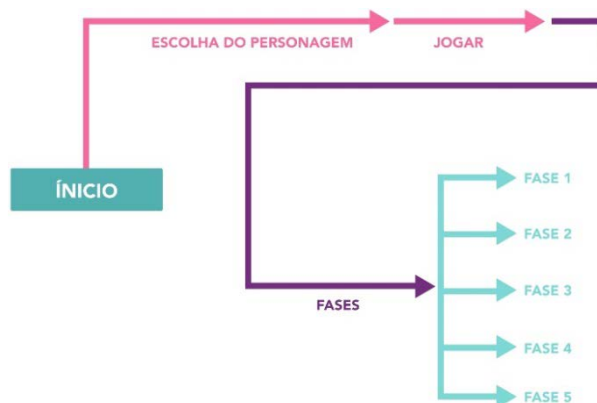 ESCOLHA DO PERSONAGEM
JOGAR
ÍNICIO
FASE 1
FASE 2
FASE 3
FASES
FASE 4
FASE 5